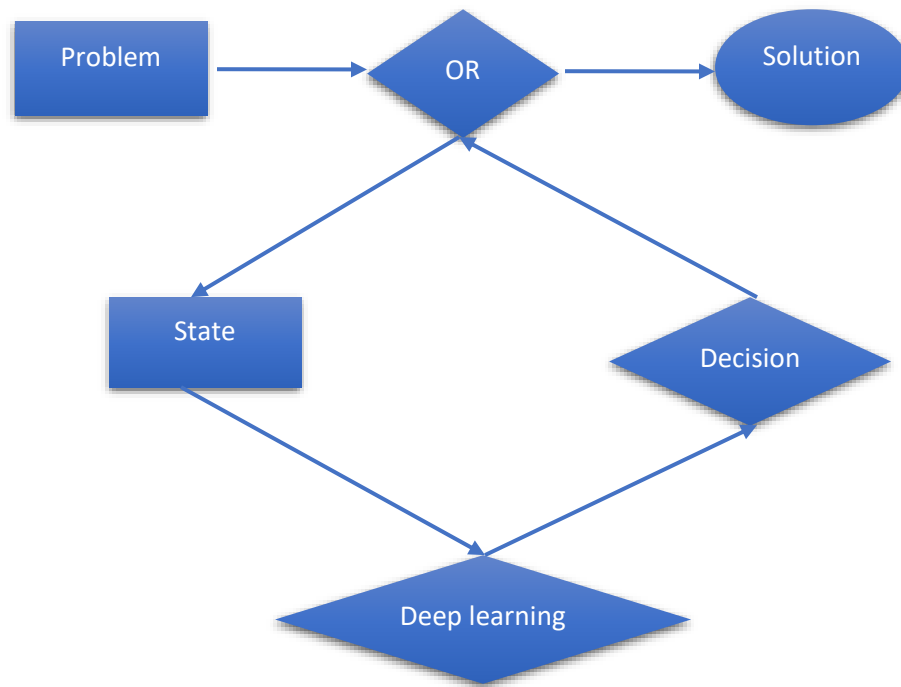 Problem
OR
Solution
State
Decision
Deep learning